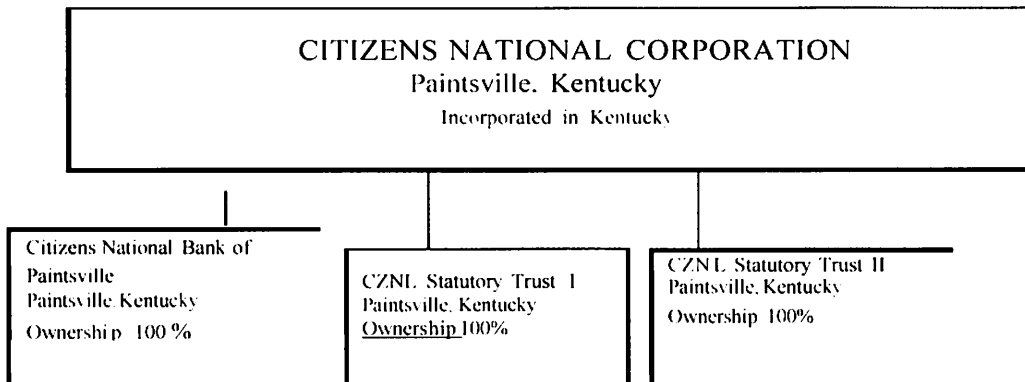 CITIZENS NATIONAL CORPORATION
Paintsville, Kentucky
Incorporated in Kentucky
Citizens National Bank of
Paintsville
Paintsville, Kentucky
Ownership 100 %
CZNL Statutory Trust I
Paintsville, Kentucky
Ownership 100%
CZNL Statutory Trust II
Paintsville, Kentucky
Ownership 100%